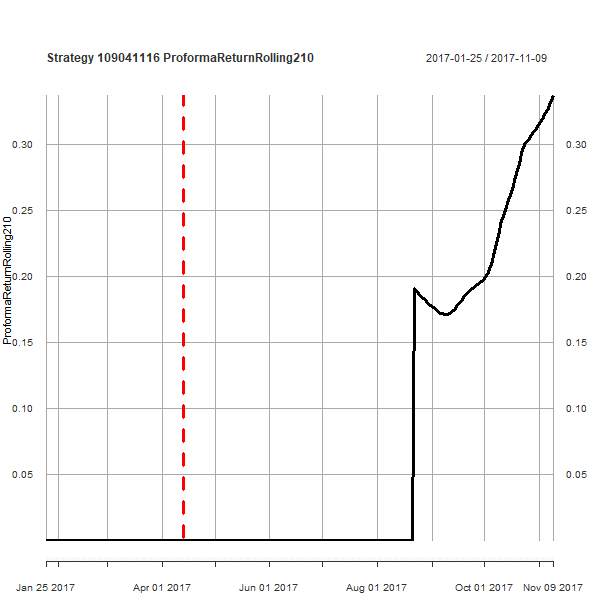 Strategy 109041116 ProformaReturnRolling210
2017-01-25 / 2017-11-09
ProformaReturnRolling210
0.30
0.25
0.20
0.15
0.10
0.05
0.30
0.25
0.20
0.15
0.10
0.05
Jan 25 2017
Apr 01 2017
Jun 01 2017
Aug 01 2017
Oct 01 2017
Nov 09 2017